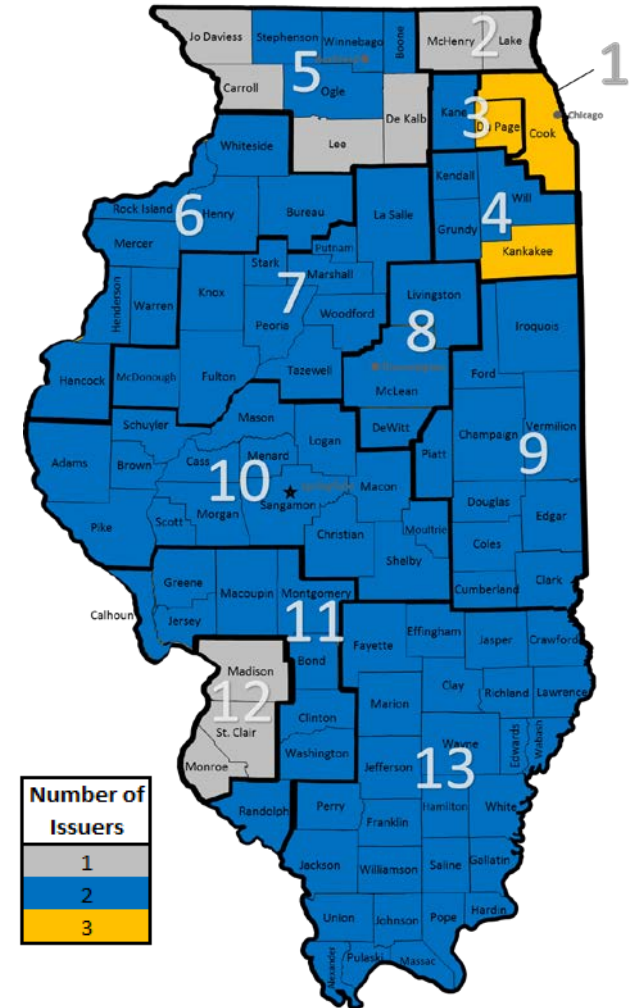 Jo Daviess
Stephenson
Winnebago
Boone
McHenry
Lake
2
1
5
Carroll
Ogle
De Kalb
Kane
3
Du Page
Cook
Chicago
Lee
Whiteside
Kendall
Will
4
Rock Island
6
Henry
Bureau
La Salle
Grundy
Mercer
Kankakee
Putnam
Stark
Marshall
7
Henderson
Warren
Knox
Peoria
Woodford
Livingston
8
Iroquois
Hancock
McDonough
Fulton
Tazewell
McLean
Ford
Schuyler
Mason
Logan
DeWitt
Champaign
Vermilion
9
Adams
Brown
Cass
Menard
Piatt
10
Macon
Sangamon
Douglas
Edgar
Pike
Scott
Morgan
Christian
Moultrie
Coles
Shelby
Cumberland
Clark
Greene
Macoupin
Montgomery
Calhoun
Jersey
11
Fayette
Effingham
Jasper
Crawford
Bond
Madison
Clay
Richland
Lawrence
12
Marion
Clinton
St. Clair
Washington
Wayne
Edwards
Wabash
Monroe
Jefferson
13
Randolph
Perry
Hamilton
White
Franklin
Jackson
Williamson
Saline
Gallatin
Union
Johnson
Pope
Hardin
Alexander
Pulaski
Massac
Number of
Issuers
1
2
3